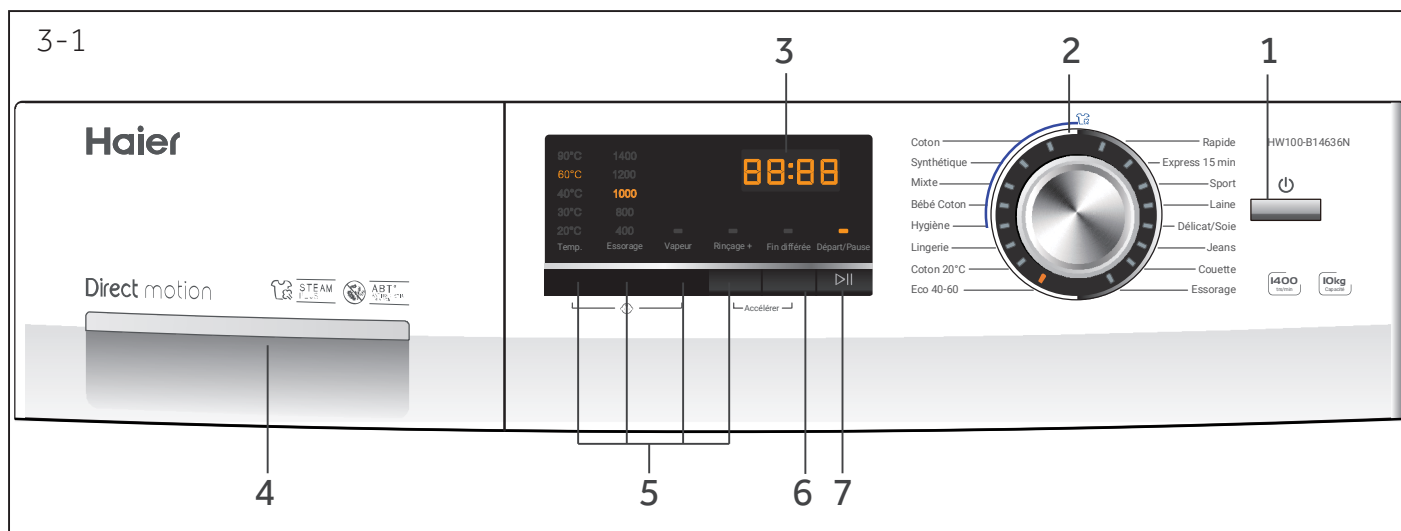 3-1
3
2
1
Haier
90°C 1400
60°C 1200
40°C 1000
30°C 800
20°C 400
Temp. Essorage Vapeur Rinçage + Fin différée Départ/Pause
88:88
Accélérer
Coton
Synthétique
Mixte
Bébé Coton
Hygiène
Lingerie
Coton 20°C
Eco 40-60
Rapide
Express 15 min
Sport
Laine
Délicat/Soie
Jeans
Couette
Essorage
HW100-B14636N
1400
trs/min
10kg
Capacité
Direct motion
STEAM
ABT
4
5
6
7